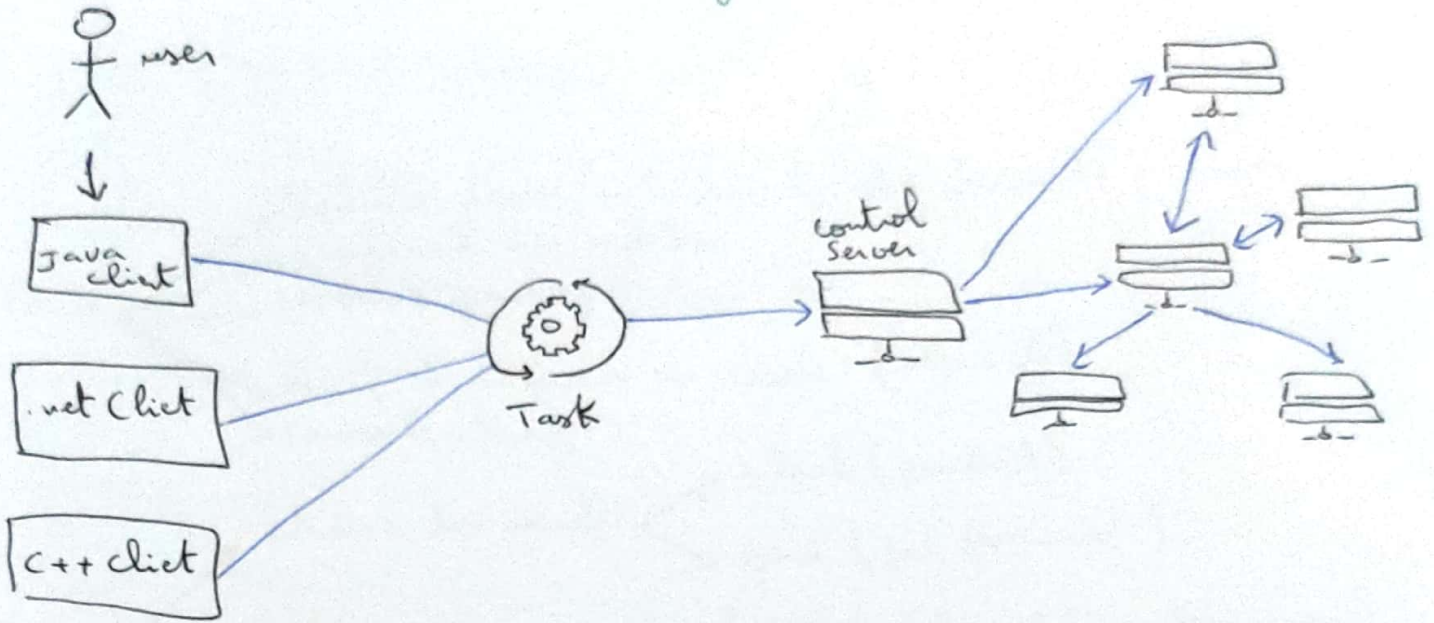 user
Java
client
.net Cliet
C++ cliet
Task
control
server